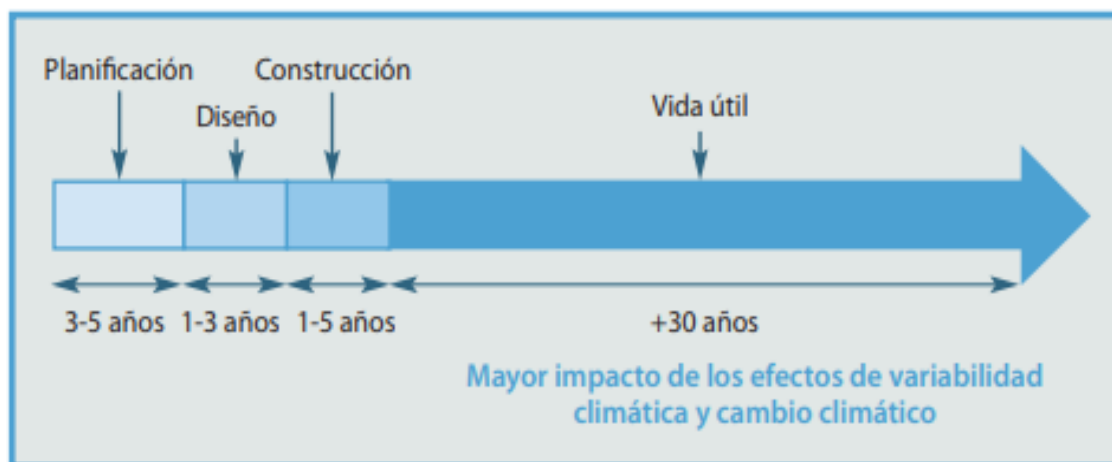 Planificación
Construcción
Diseño
Vida útil
3-5 años
1-3 años
1-5 años
+30 años
Mayor impacto de los efectos de variabilidad
climática y cambio climático